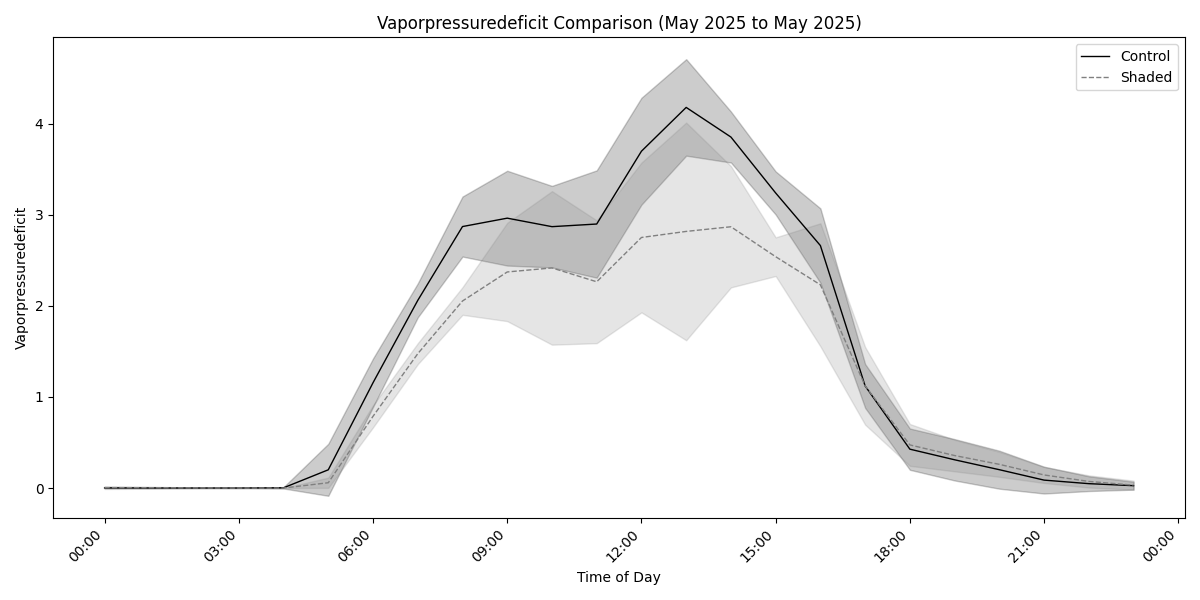 Vaporpressuredeficit Comparison (May 2025 to May 2025)
Control
Shaded
Vaporpressuredeficit
4
3
2
1
0
00:00 03:00 06:00 09:00 12:00 15:00 18:00 21:00 00:00
Time of Day